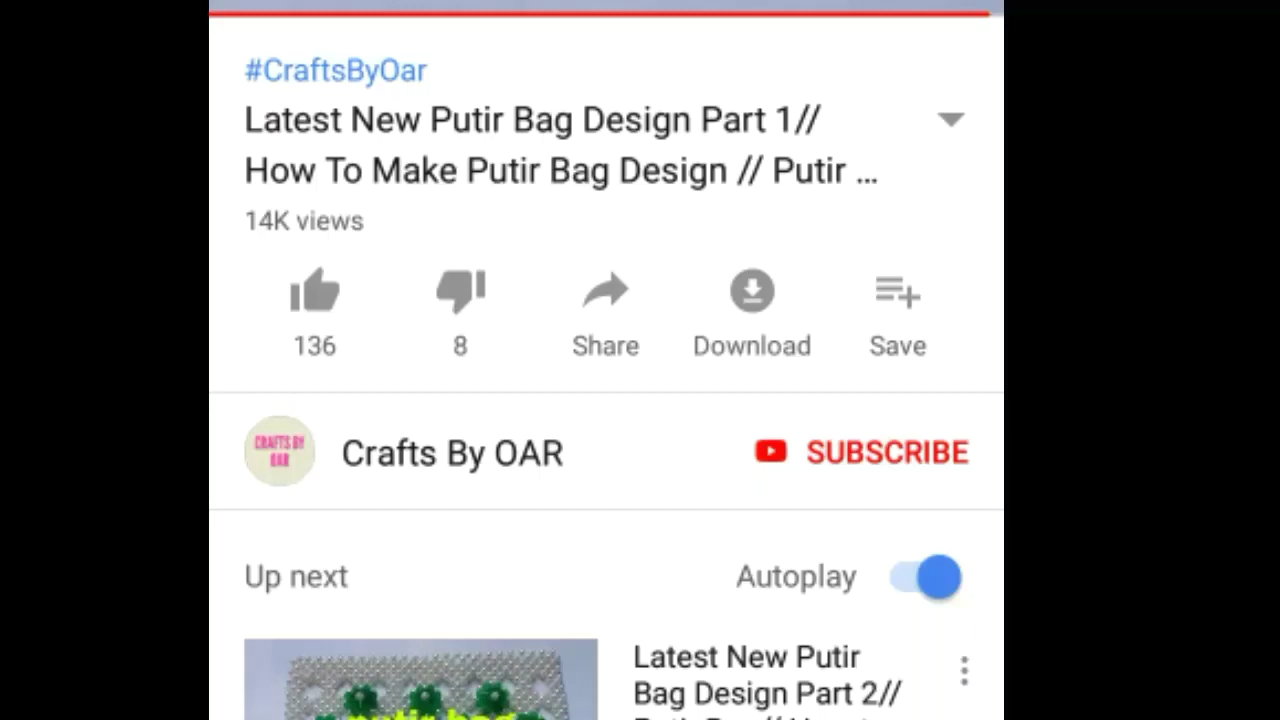 #CraftsByOar
Latest New Putir Bag Design Part 1//
How To Make Putir Bag Design // Putir ...
14K views
136 8 Share Download Save
CRAFTS BY
OAR
Crafts By OAR SUBSCRIBE
Up next Autoplay
putir bag
Latest New Putir
Bag Design Part 2//